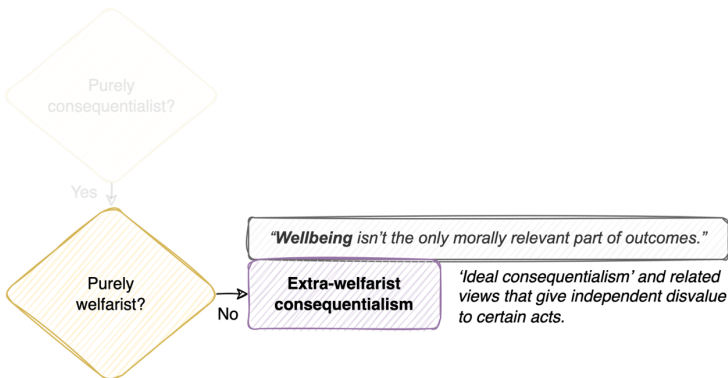 Purely
consequentialist?
Yes
“Wellbeing isn’t the only morally relevant part of outcomes.”
Purely
welfarist?
No
Extra-welfarist
consequentialism
‘Ideal consequentialism’ and related
views that give independent disvalue
to certain acts.